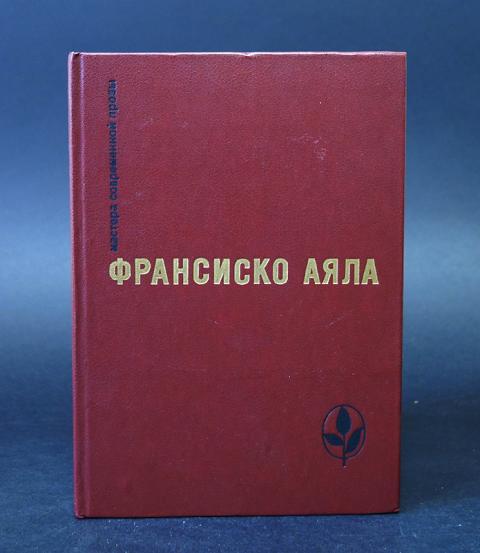 мастера современной прозы
ФРАНСИСКО АЯЛА